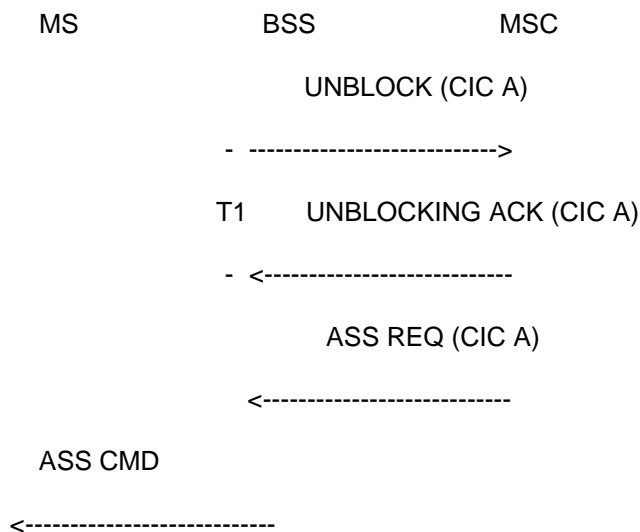 MS BSS MSC
UNBLOCK (CIC A)
- ---------------------------->
T1 UNBLOCKING ACK (CIC A)
- <----------------------------
ASS REQ (CIC A)
<----------------------------
ASS CMD
<----------------------------